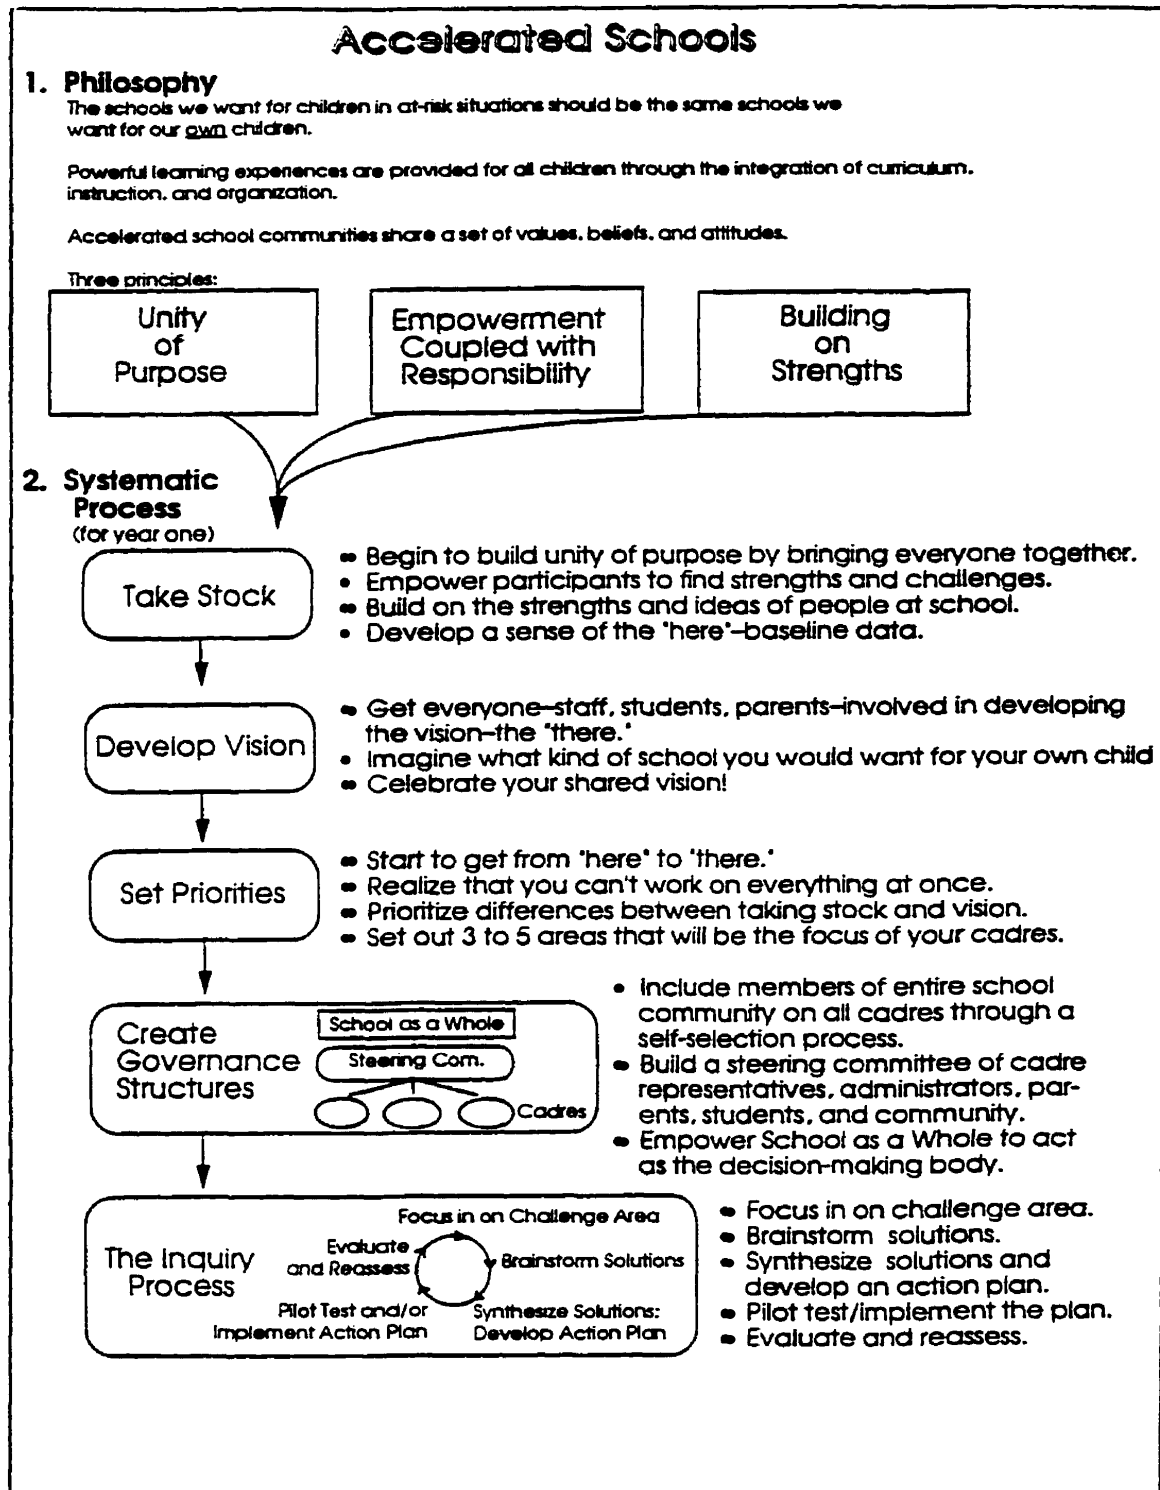 Accelerated Schools
1. Philosophy
The schools we want for children in at-risk situations should be the same schools we
want for our own children.
Powerful learning experiences are provided for all children through the integration of curriculum,
instruction, and organization.
Accelerated school communities share a set of values, beliefs, and attitudes.
Three principles:
Unity
of
Purpose
Empowerment
Coupled with
Responsibility
Building
on
Strengths
2. Systematic
Process
(for year one)
Take Stock
• Begin to build unity of purpose by bringing everyone together.
• Empower participants to find strengths and challenges.
• Build on the strengths and ideas of people at school.
• Develop a sense of the "here"-baseline data.
Develop Vision
• Get everyone-staff, students, parents-involved in developing
the vision-the "there."
• Imagine what kind of school you would want for your own child
• Celebrate your shared vision!
Set Priorities
• Start to get from "here" to "there."
• Realize that you can't work on everything at once.
• Prioritize differences between taking stock and vision.
• Set out 3 to 5 areas that will be the focus of your cadres.
Create
Governance
Structures
School as a Whole
Steering Com.
Cadres
• Include members of entire school
community on all cadres through a
self-selection process.
• Build a steering committee of cadre
representatives, administrators, par-
ents, students, and community.
• Empower School as a Whole to act
as the decision-making body.
The Inquiry
Process
Focus in on Challenge Area
Brainstorm Solutions
Synthesize Solutions:
Develop Action Plan
Pilot Test and/or
Implement Action Plan
Evaluate
and Reassess
• Focus in on challenge area.
• Brainstorm solutions.
• Synthesize solutions and
develop an action plan.
• Pilot test/implement the plan.
• Evaluate and reassess.